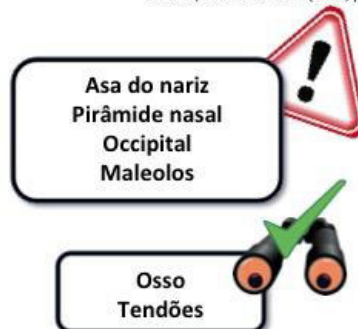 Asa do nariz
Pirâmide nasal
Occipital
Maleolos
!
Osso
Tendões